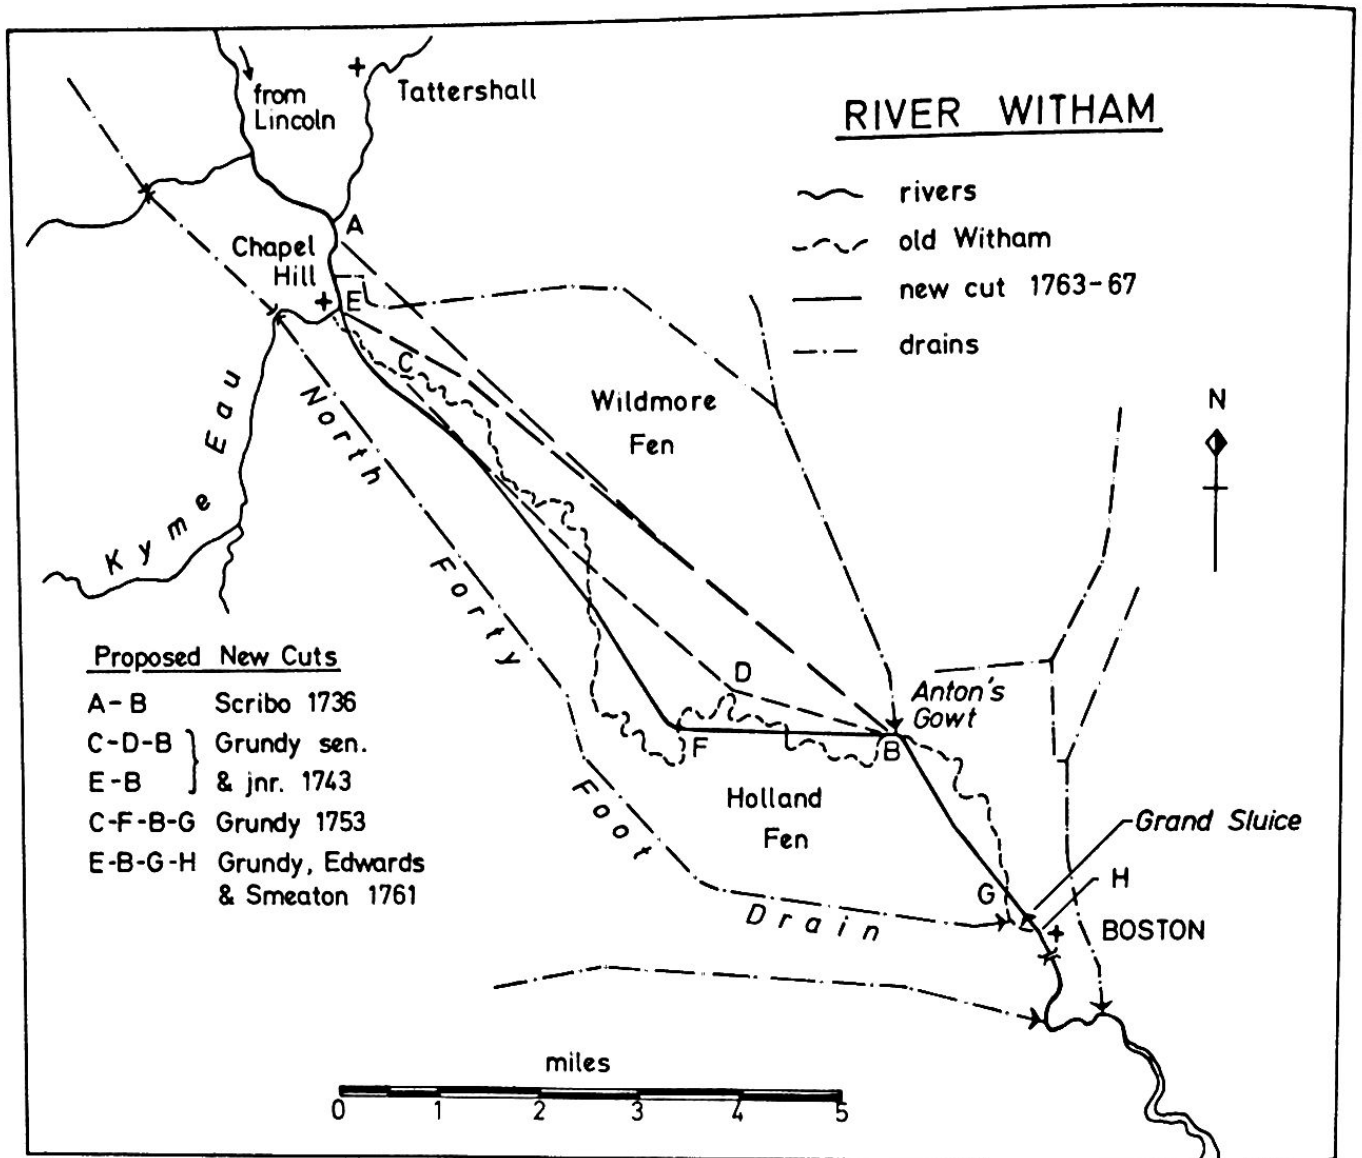 RIVER WITHAM
rivers
old Witham
new cut 1763-67
drains
from
Lincoln
Tattershall
A
Chapel
Hill
E
C
Wildmore
Fen
N
North Forty Foot Drain
Kyme Eau
D
Anton's
Gowt
F
B
Holland
Fen
Grand Sluice
G
H
BOSTON
Proposed New Cuts
A-B Scribo 1736
C-D-B } Grundy sen.
E-B & jnr. 1743
C-F-B-G Grundy 1753
E-B-G-H Grundy, Edwards
& Smeaton 1761
miles
0 1 2 3 4 5